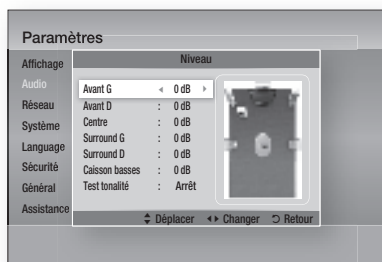 Paramètres
Affichage
Audio
Réseau
Système
Language
Sécurité
Général
Assistance
Niveau
Avant G ◄ 0 dB ►
Avant D : 0 dB
Centre : 0 dB
Surround G : 0 dB
Surround D : 0 dB
Caisson basses : 0 dB
Test tonalité : Arrêt
Déplacer Changer Retour